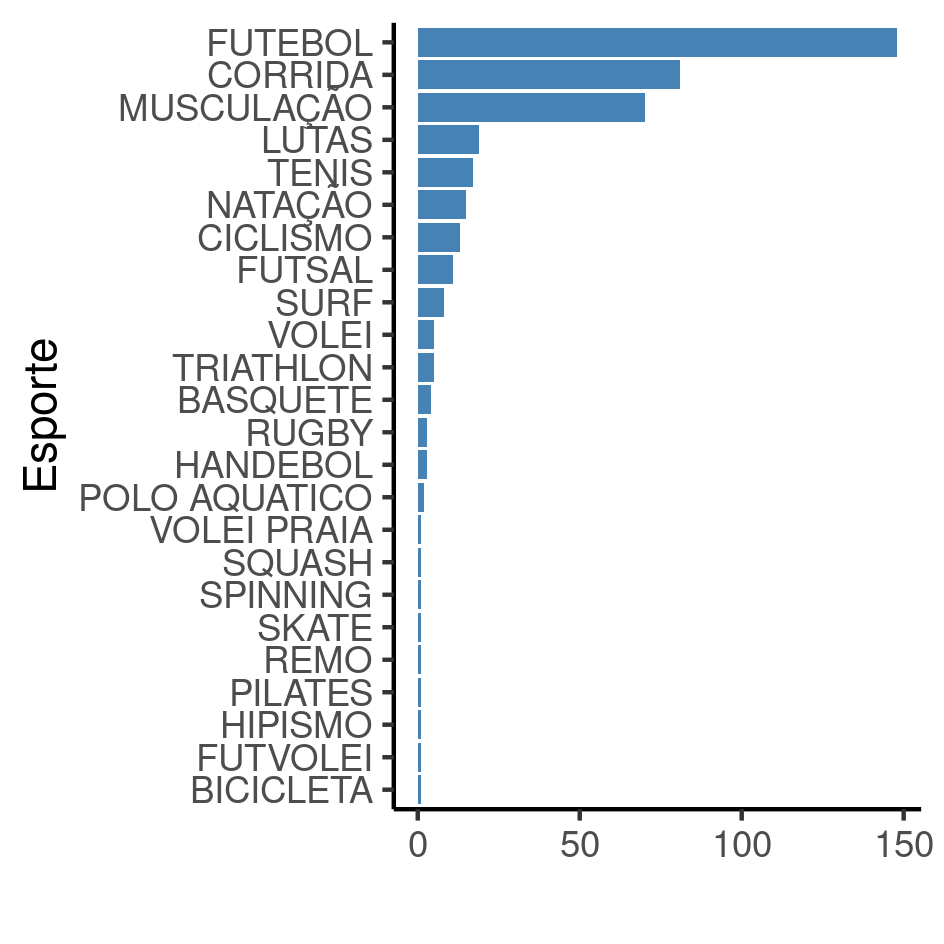 FUTEBOL
CORRIDA
MUSCULAÇÃO
LUTAS
TENIS
NATAÇÃO
CICLISMO
FUTSAL
SURF
VOLEI
TRIATHLON
BASQUETE
RUGBY
HANDEBOL
POLO AQUATICO
VOLEI PRAIA
SQUASH
SPINNING
SKATE
REMO
PILATES
HIPISMO
FUTVOLEI
BICICLETA
Esporte
0 50 100 150